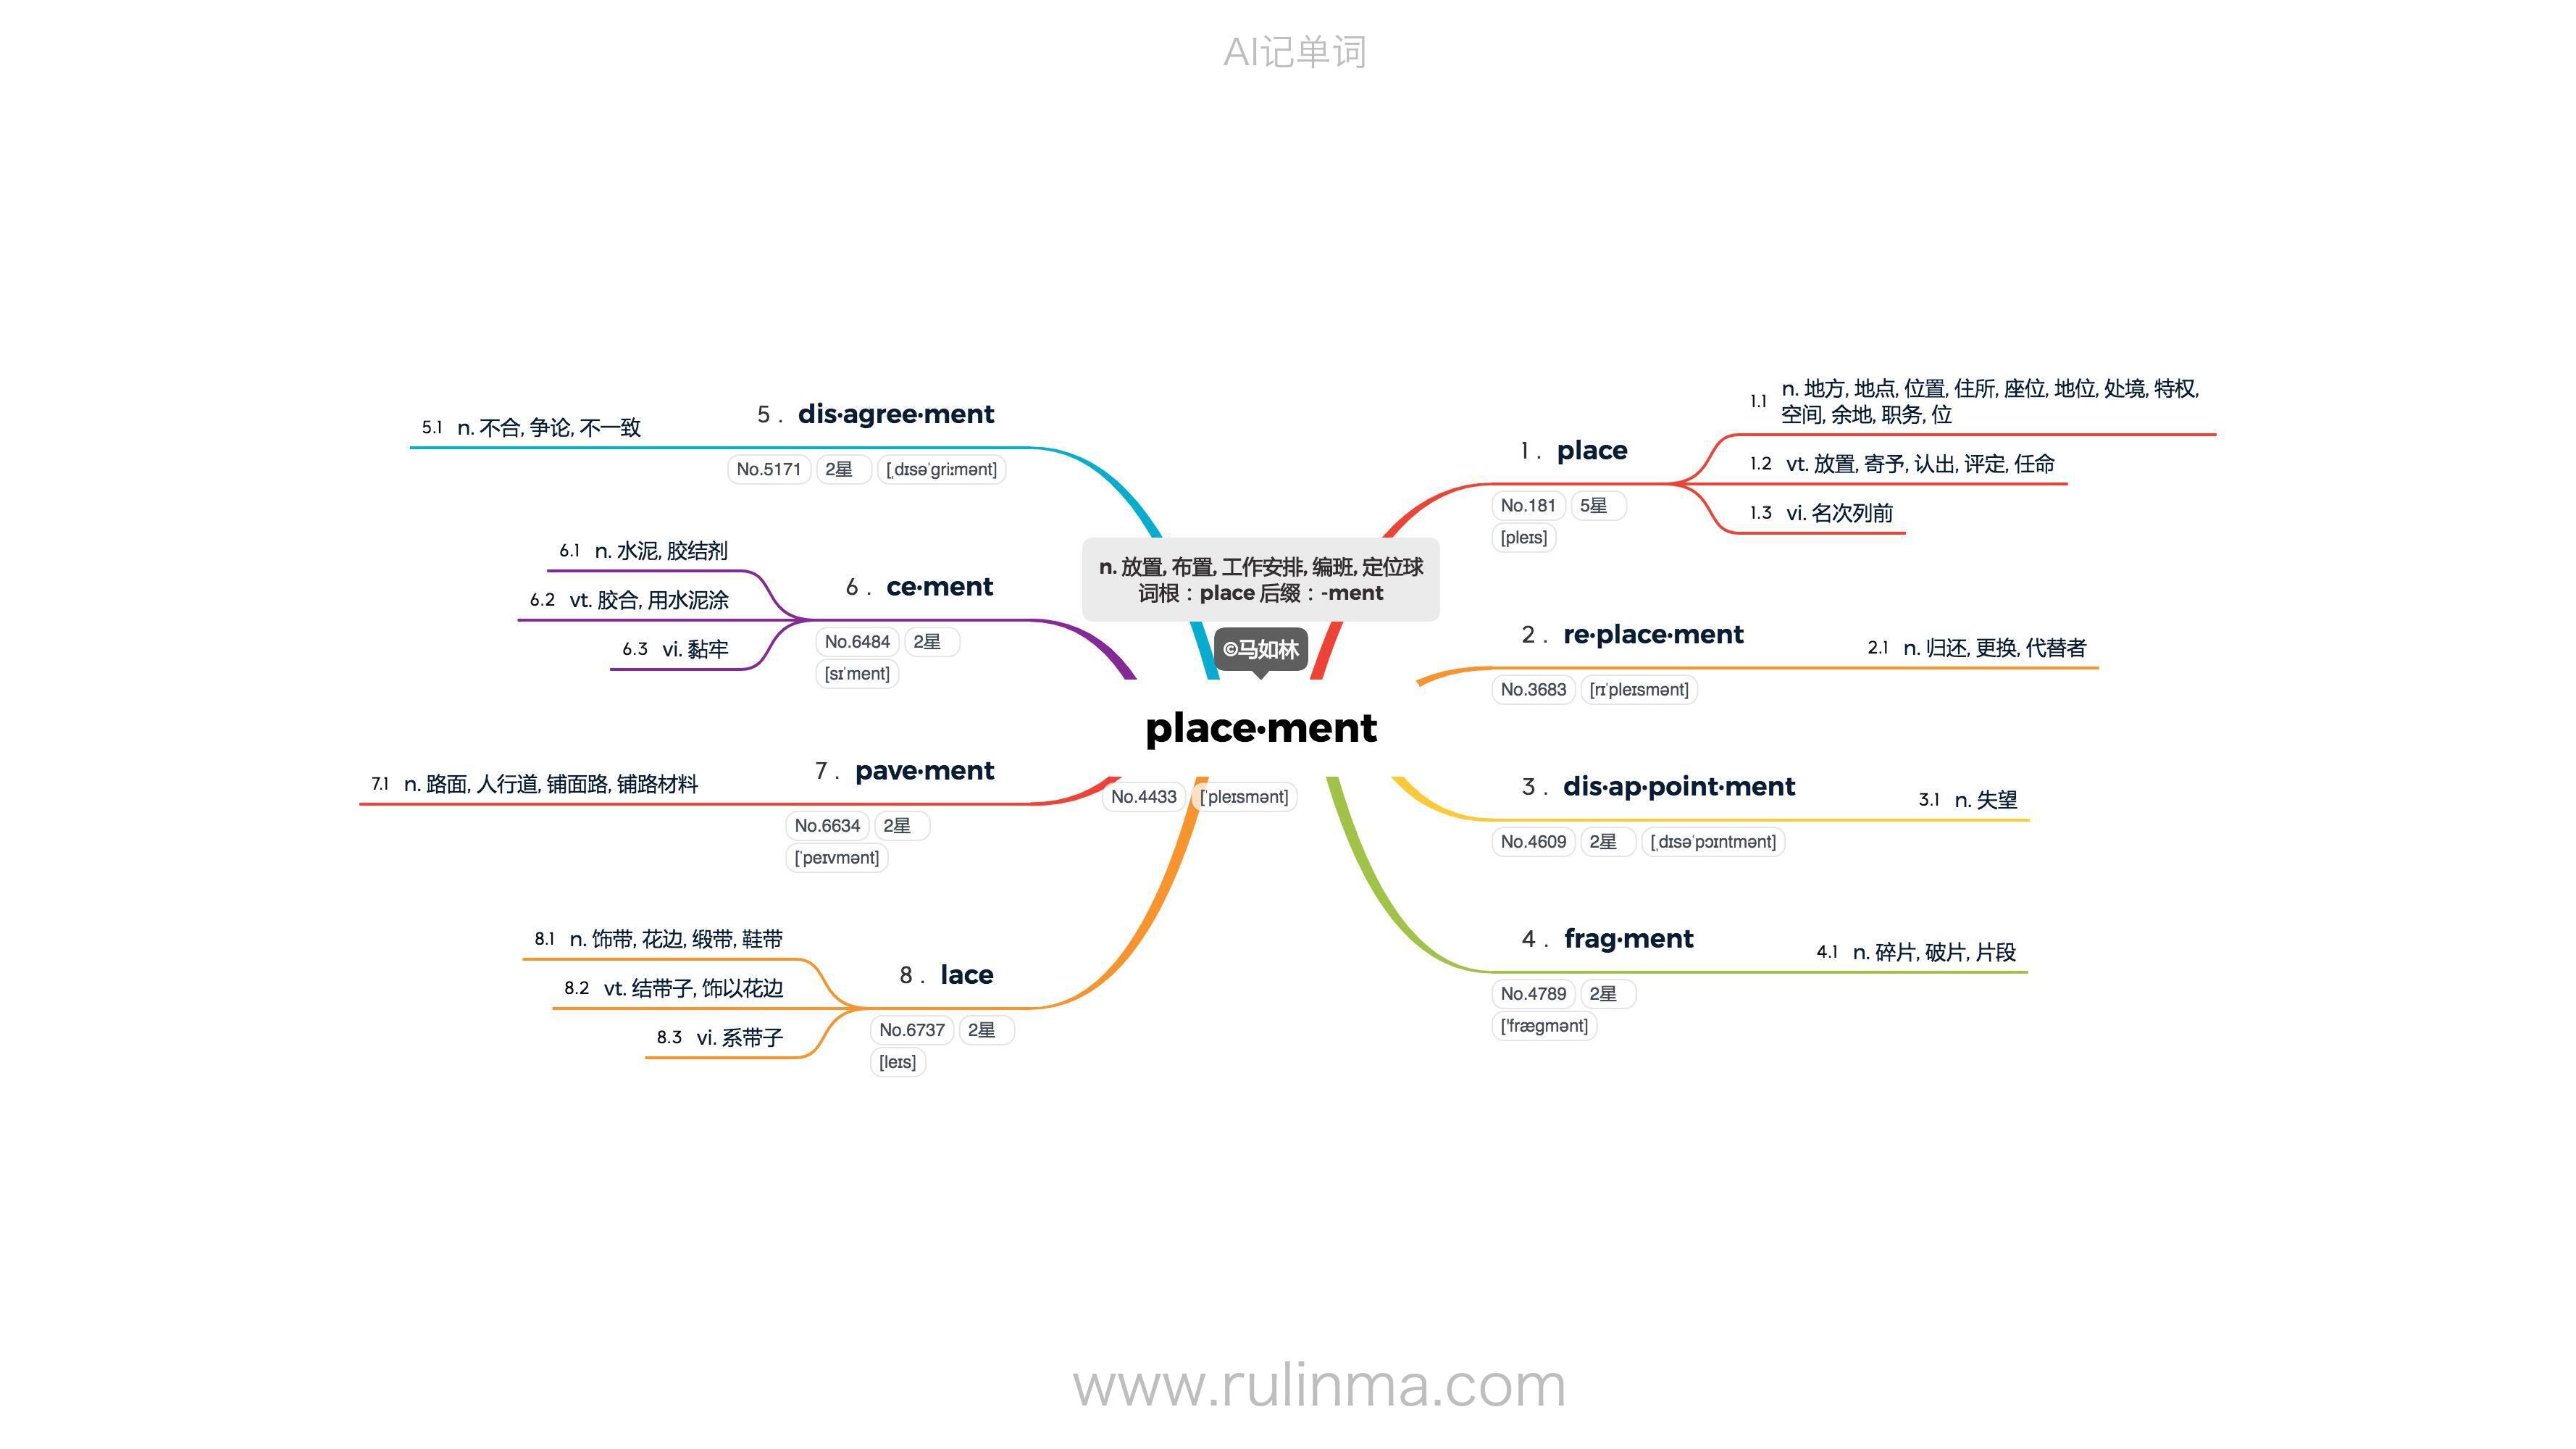 AI记单词
n. 放置, 布置, 工作安排, 编班, 定位球
词根：place 后缀：-ment
©马如林
place·ment
No.4433 [ˈpleɪsmənt]
1. place
No.181 5星
[pleɪs]
1.1 n. 地方, 地点, 位置, 住所, 座位, 地位, 处境, 特权,
空间, 余地, 职务, 位
1.2 vt. 放置, 寄予, 认出, 评定, 任命
1.3 vi. 名次列前
2. re·place·ment
No.3683 [rɪˈpleɪsmənt]
2.1 n. 归还, 更换, 代替者
3. dis·ap·point·ment
No.4609 2星 [ˌdɪsəˈpɔɪntmənt]
3.1 n. 失望
4. frag·ment
No.4789 2星
['fræɡmənt]
4.1 n. 碎片, 破片, 片段
5. dis·agree·ment
No.5171 2星 [ˌdɪsəˈɡriːmənt]
5.1 n. 不合, 争论, 不一致
6. ce·ment
No.6484 2星
[sɪˈment]
6.1 n. 水泥, 胶结剂
6.2 vt. 胶合, 用水泥涂
6.3 vi. 黏牢
7. pave·ment
No.6634 2星
[ˈpeɪvmənt]
7.1 n. 路面, 人行道, 铺面路, 铺路材料
8. lace
No.6737 2星
[leɪs]
8.1 n. 饰带, 花边, 缎带, 鞋带
8.2 vt. 结带子, 饰以花边
8.3 vi. 系带子
www.rulinma.com